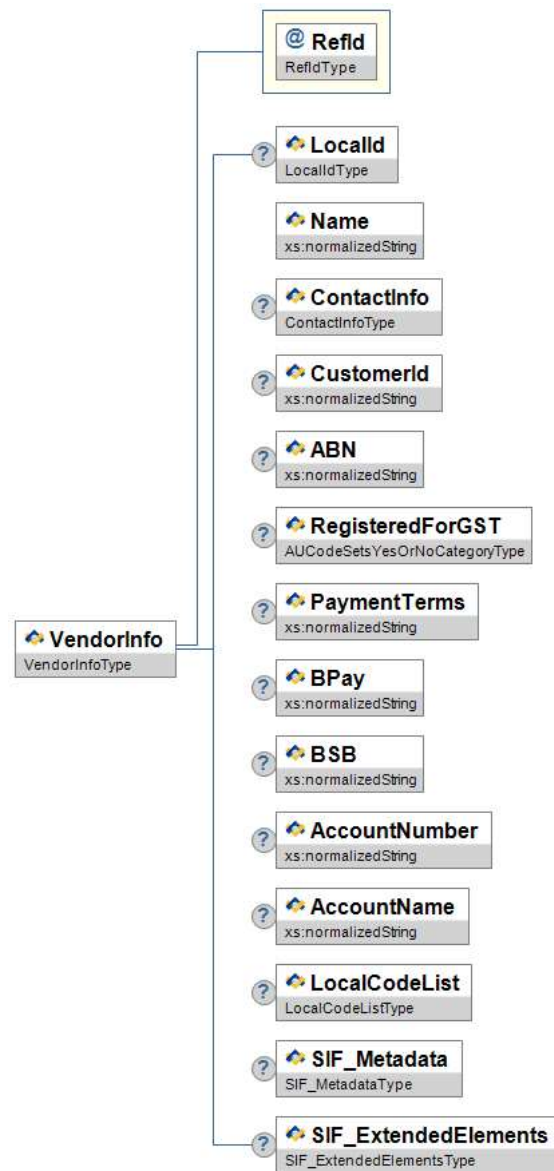 @ RefId
RefIdType
? LocalId
LocalIdType
Name
xs:normalizedString
? ContactInfo
ContactInfoType
? CustomerId
xs:normalizedString
? ABN
xs:normalizedString
? RegisteredForGST
AUCodeSetsYesOrNoCategoryType
? PaymentTerms
xs:normalizedString
VendorInfo
VendorInfoType
? BPay
xs:normalizedString
? BSB
xs:normalizedString
? AccountNumber
xs:normalizedString
? AccountName
xs:normalizedString
? LocalCodeList
LocalCodeListType
? SIF_Metadata
SIF_MetadataType
? SIF_ExtendedElements
SIF_ExtendedElementsType